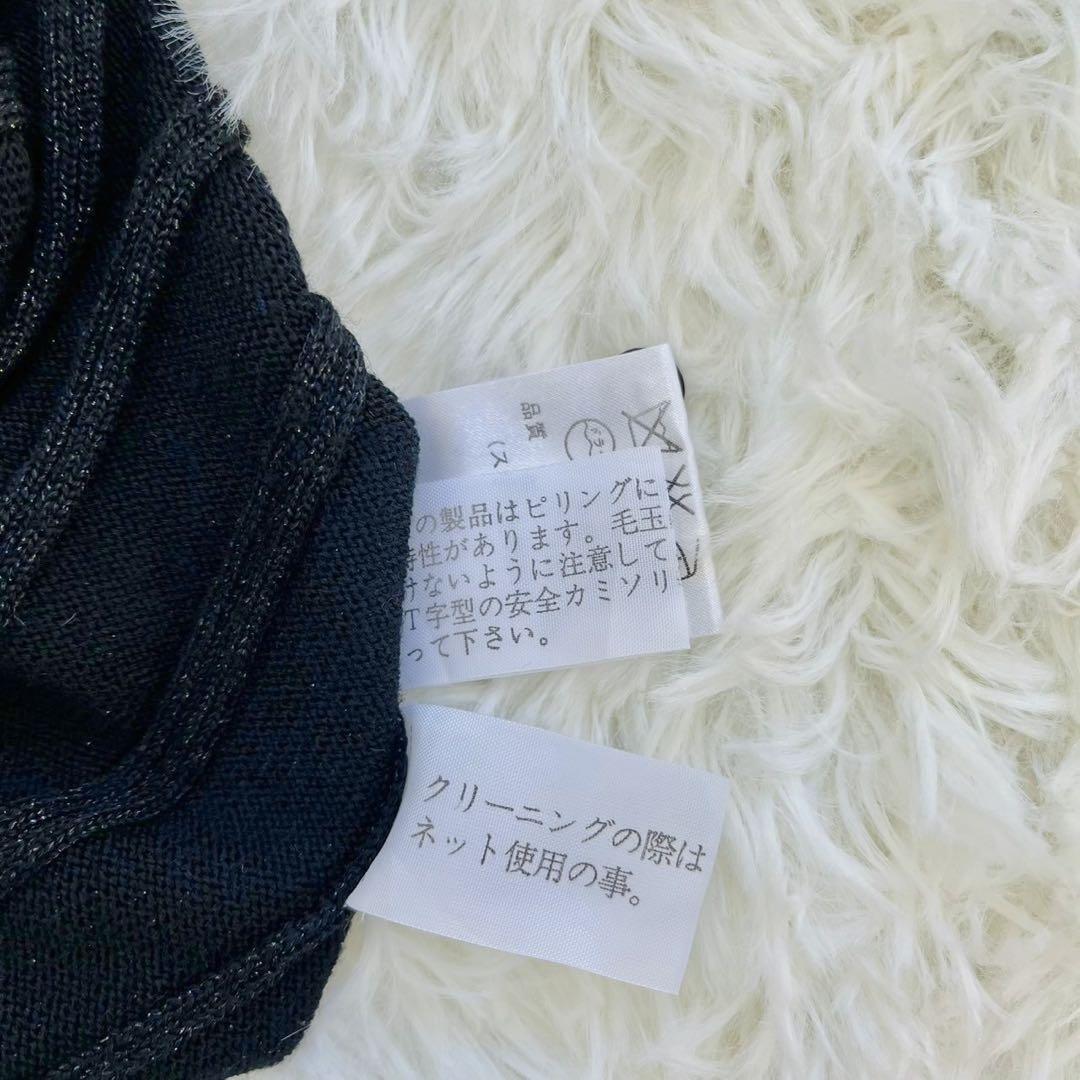 品質
(ス
の製品はピリングに
特性があります。毛玉
けないように注意して
T字型の安全カミソリ
って下さい。
クリーニングの際は
ネット使用の事。